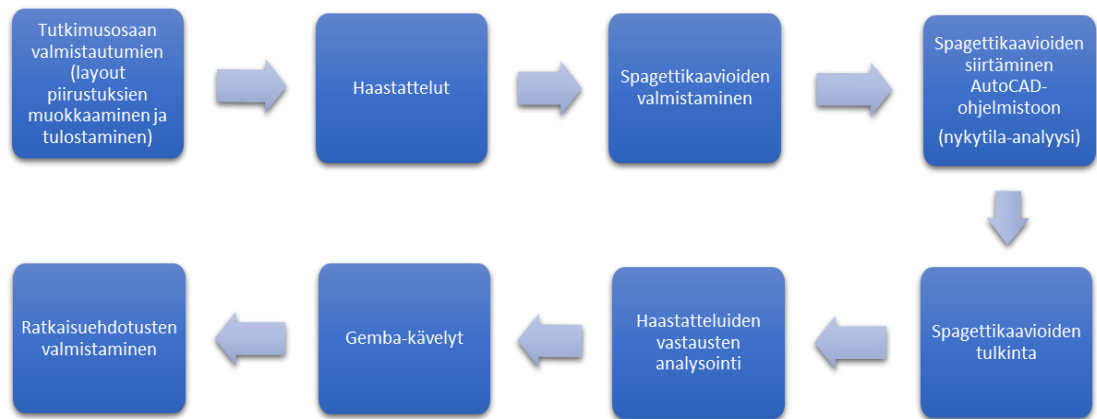 Tutkimusosaan
valmistautumien
(layout
piirustuksien
muokkaaminen ja
tulostaminen)
Haastattelut
Spagettikaavioiden
valmistaminen
Spagettikaavioiden
siirtäminen
AutoCAD-
ohjelmistoon
(nykytila-analyysi)
Spagettikaavioiden
tulkinta
Haastatteluiden
vastausten
analysointi
Gemba-kävelyt
Ratkaisuehdotusten
valmistaminen